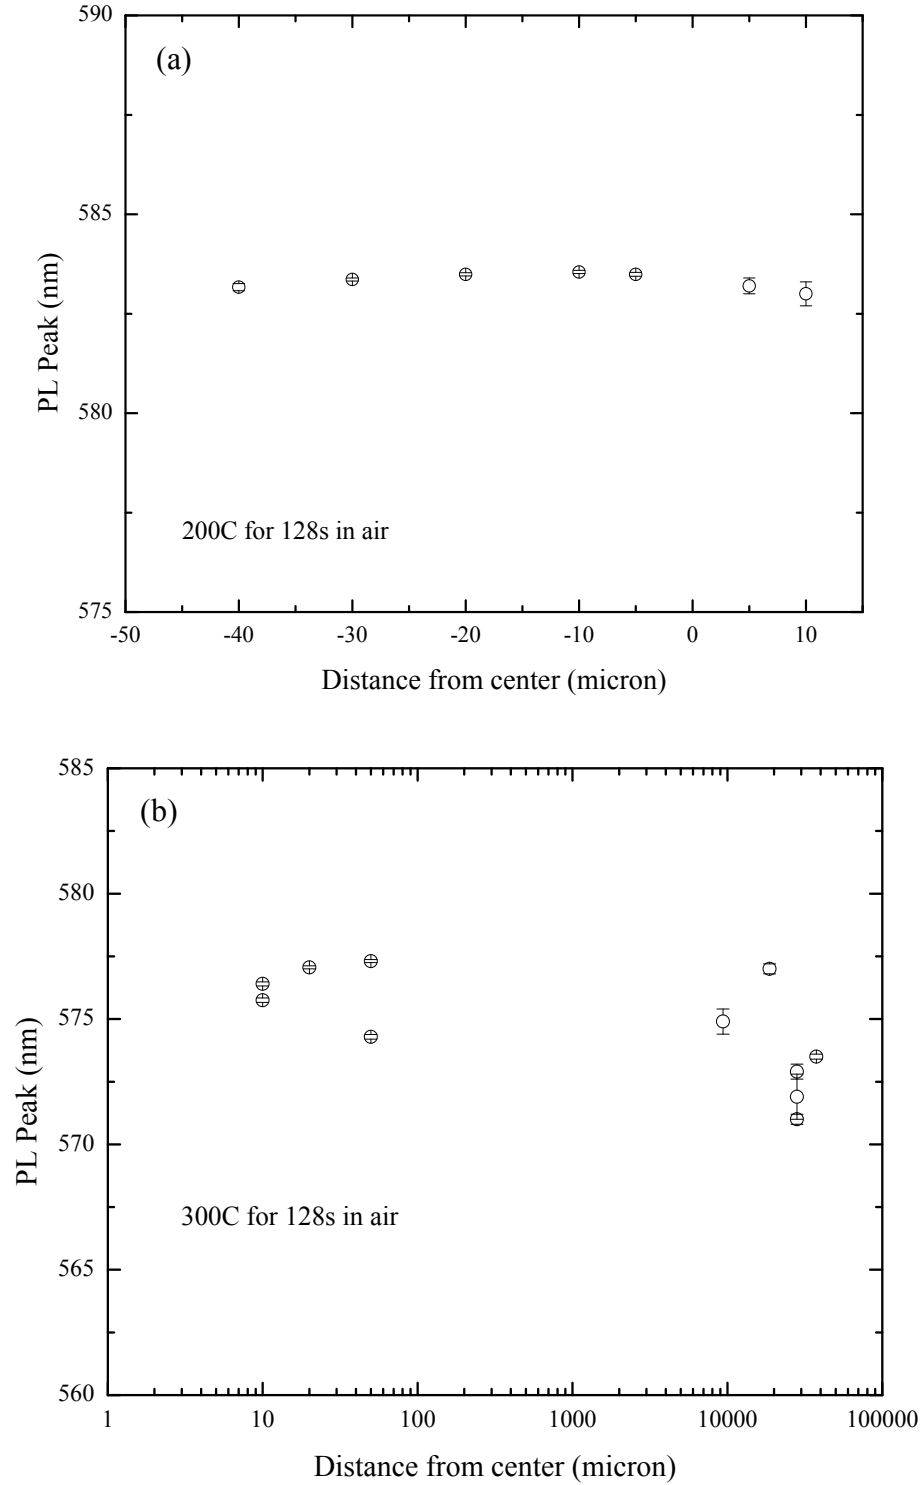 590
(a)
585
580
575
PL Peak (nm)
200C for 128s in air
-50 -40 -30 -20 -10 0 10
Distance from center (micron)
585
(b)
580
575
570
565
560
PL Peak (nm)
300C for 128s in air
1 10 100 1000 10000 100000
Distance from center (micron)